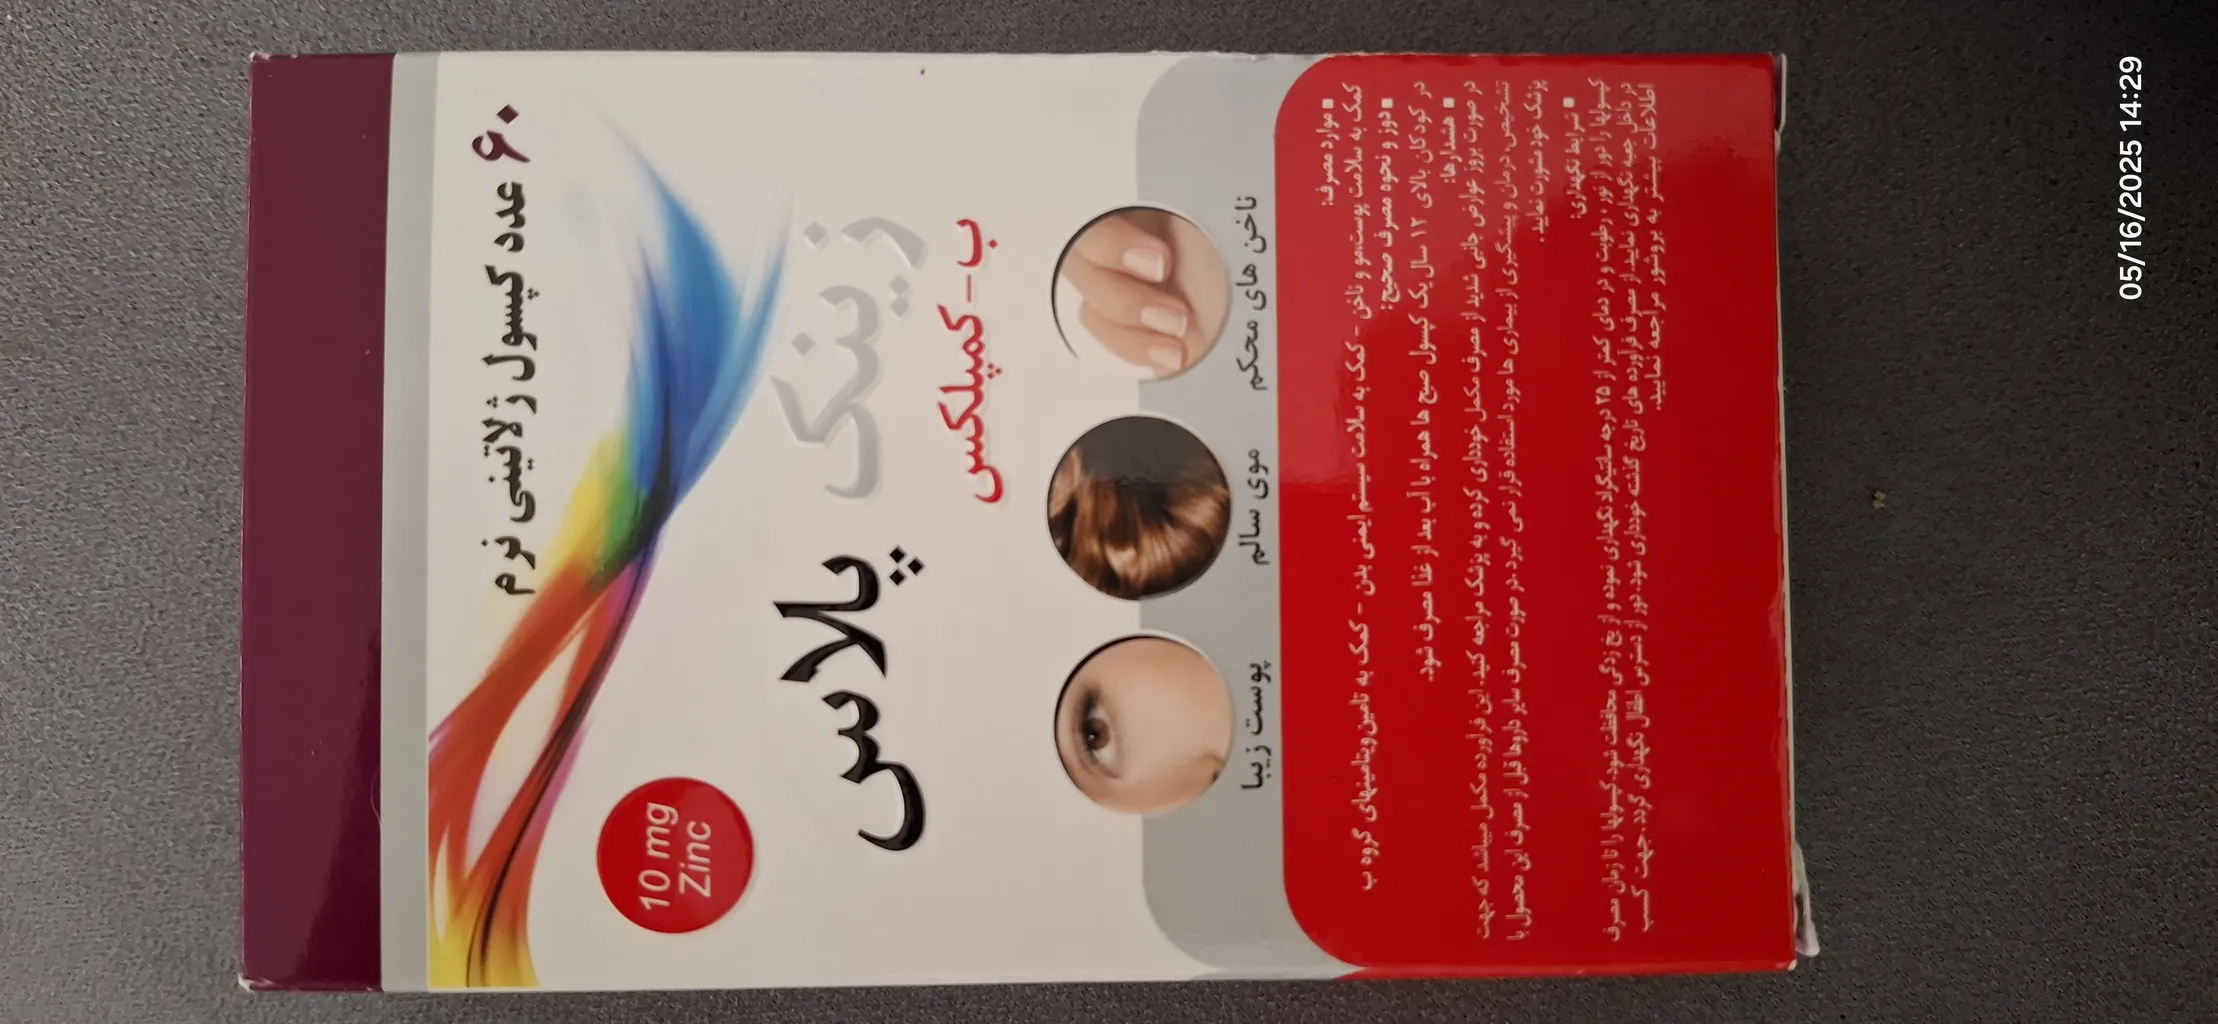 ۶۰ عدد کپسول ژلاتینی نرم
10 mg
Zinc
زینک پلاس
ب-کمپلکس
ناخن های محکم
موی سالم
پوست زیبا
■ موارد مصرف:
کمک به سلامت پوست،مو و ناخن - کمک به سلامت سیستم ایمنی بدن - کمک به تامین ویتامینهای گروه ب
■ دوز و نحوه مصرف صحیح:
در کودکان بالای ۱۲ سال یک کپسول صبح ها همراه با آب بعد از غذا مصرف شود.
■ هشدارها:
در صورت بروز عوارض جانبی شدید از مصرف مکمل خودداری کرده و به پزشک مراجعه کنید. این فرآورده مکمل میباشد که جهت
تشخیص، درمان و پیشگیری از بیماری ها مورد استفاده قرار نمی گیرد. در صورت مصرف سایر داروها قبل از مصرف این محصول با
پزشک خود مشورت نمایید.
■ شرایط نگهداری:
کپسولها را دور از نور، رطوبت و در دمای کمتر از ۲۵ درجه سانتیگراد نگهداری نموده و از یخ زدگی محافظت شود. کپسولها را تا زمان مصرف
در داخل جعبه نگهداری نمایید. از مصرف فرآورده های تاریخ گذشته خودداری شود. دور از دسترس اطفال نگهداری گردد. جهت کسب
اطلاعات بیشتر به بروشور مراجعه نمایید.
05/16/2025 14:29